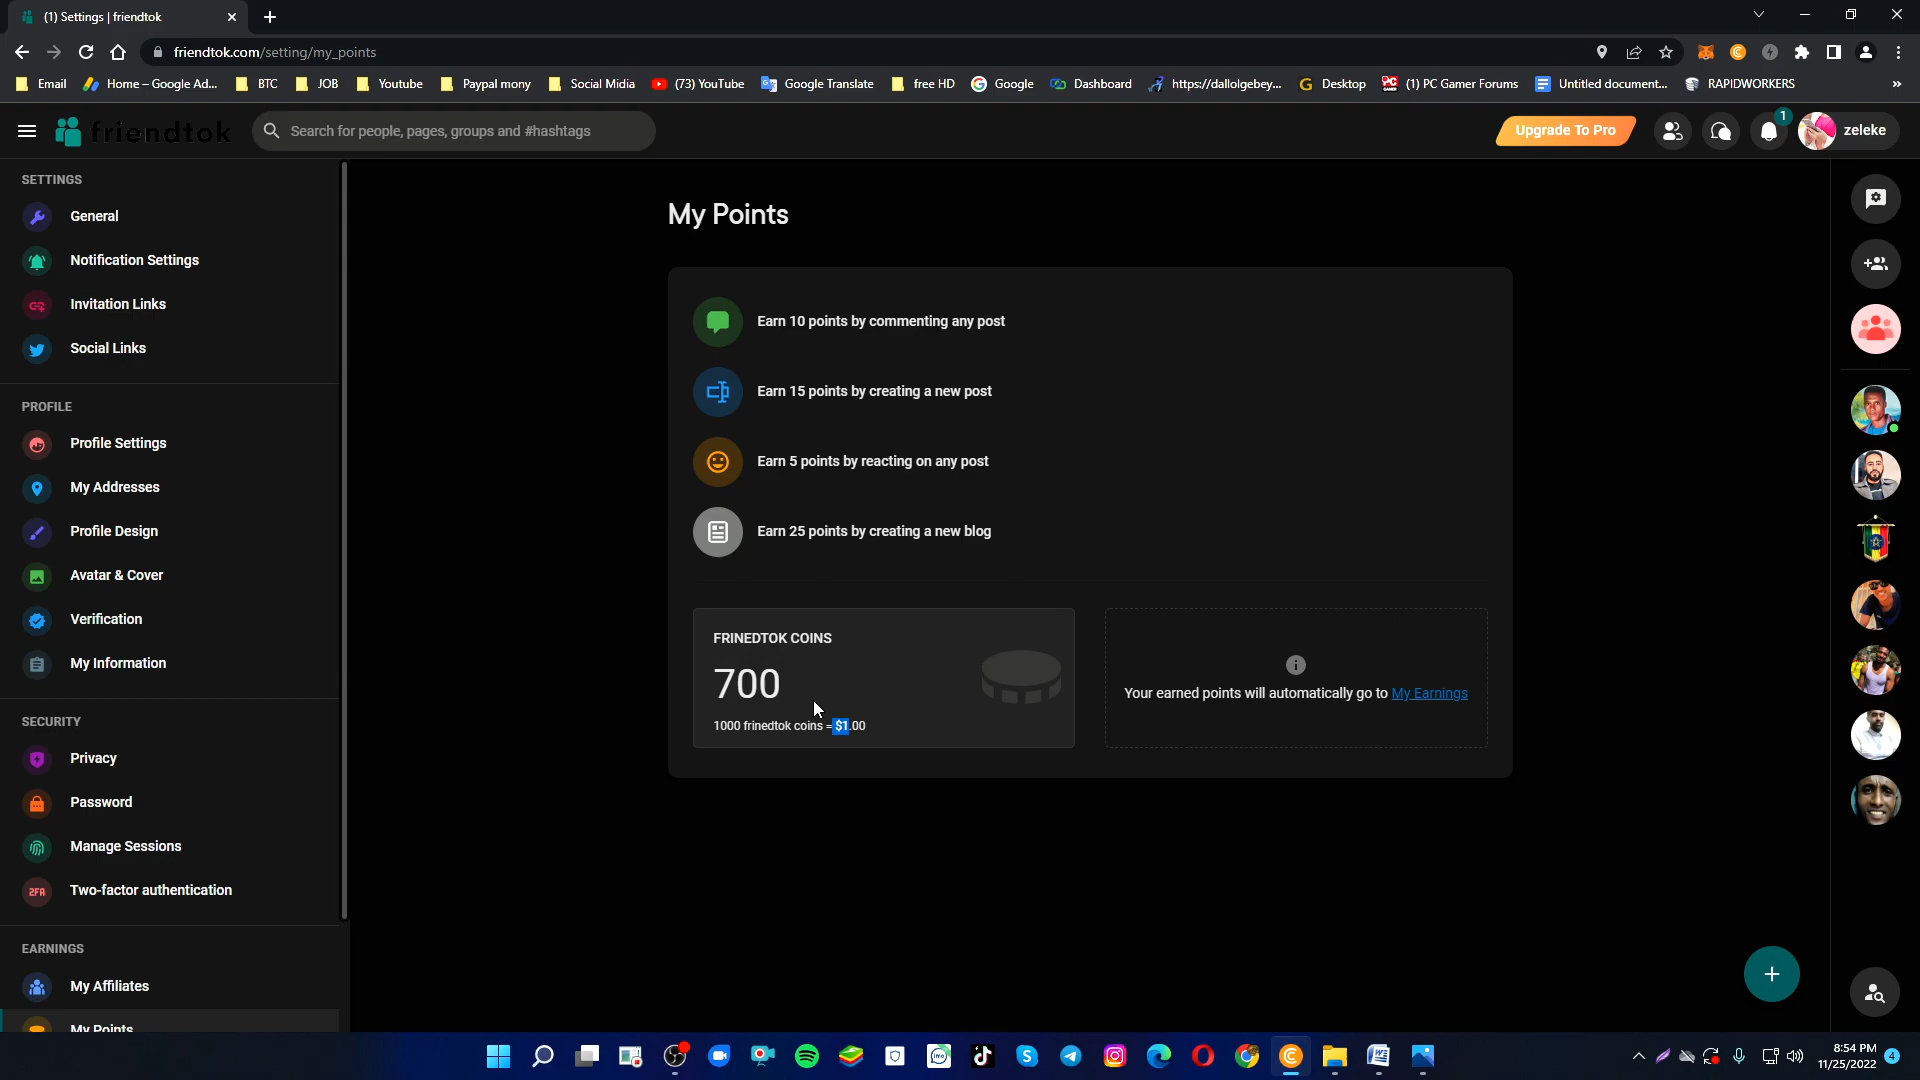 (1) Settings | friendtok
friendtok.com/setting/my_points
Email
Home – Google Ad...
BTC
JOB
Youtube
Paypal mony
Social Midia
(73) YouTube
Google Translate
free HD
Google
Dashboard
https://dallolgebey...
Desktop
(1) PC Gamer Forums
Untitled document...
RAPIDWORKERS
»
friendtok
Search for people, pages, groups and #hashtags
Upgrade To Pro
1
zeleke
SETTINGS
General
Notification Settings
Invitation Links
Social Links
PROFILE
Profile Settings
My Addresses
Profile Design
Avatar & Cover
Verification
My Information
SECURITY
Privacy
Password
Manage Sessions
2FA Two-factor authentication
EARNINGS
My Affiliates
My Points
My Points
Earn 10 points by commenting any post
Earn 15 points by creating a new post
Earn 5 points by reacting on any post
Earn 25 points by creating a new blog
FRINEDTOK COINS
700
1000 frinedtok coins = $1.00
Your earned points will automatically go to My Earnings
8:54 PM
11/25/2022
4